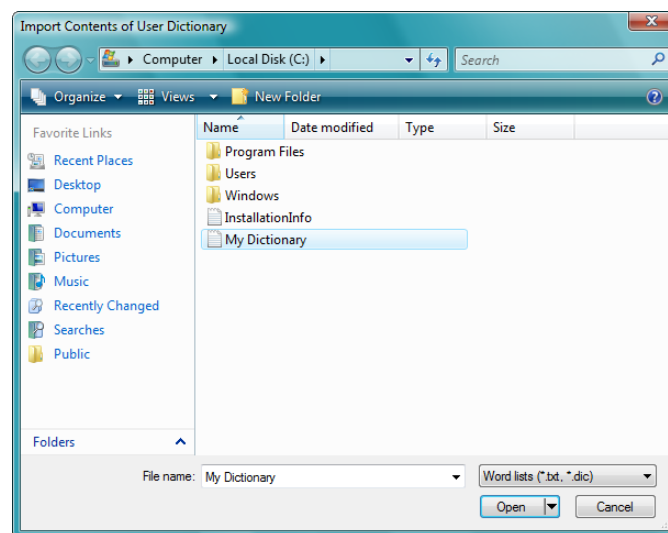 Import Contents of User Dictionary
Computer Local Disk (C:) Search
Organize Views New Folder
Favorite Links
Recent Places
Desktop
Computer
Documents
Pictures
Music
Recently Changed
Searches
Public
Folders
Name Date modified Type Size
Program Files
Users
Windows
InstallationInfo
My Dictionary
File name: My Dictionary Word lists (*.txt, *.dic)
Open Cancel